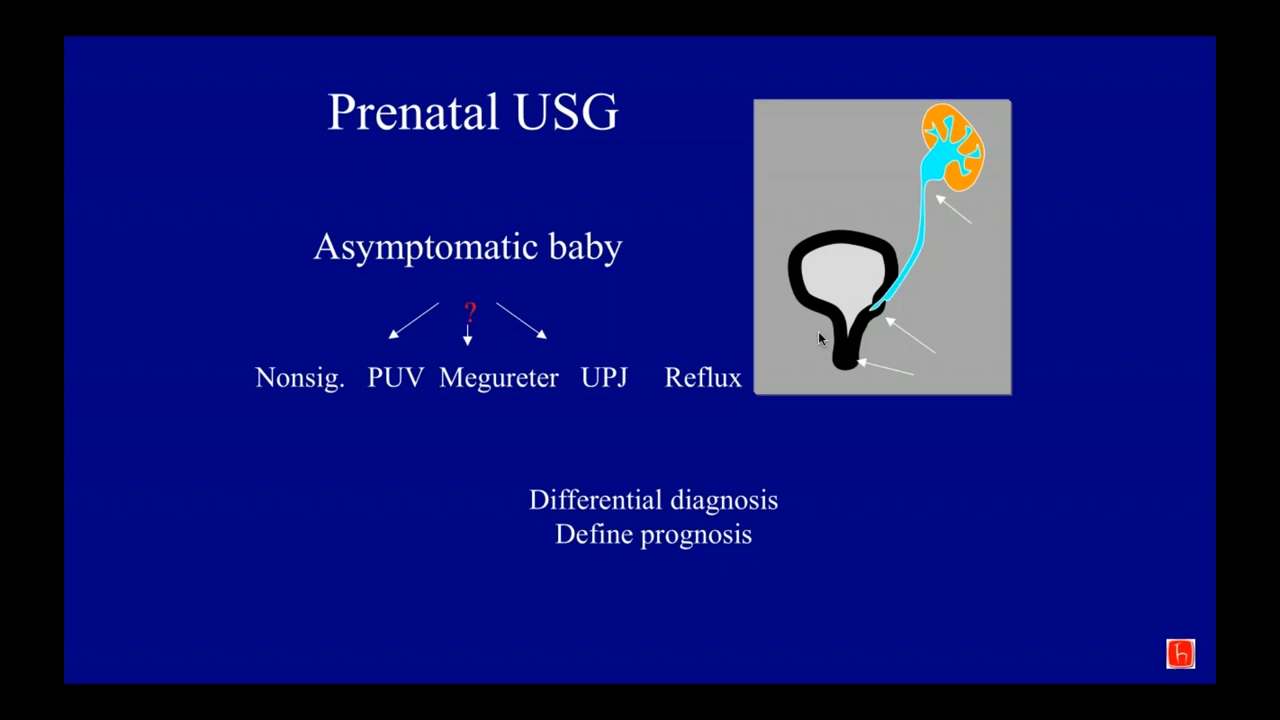 Prenatal USG
Asymptomatic baby
?
Nonsig. PUV Megureter UPJ Reflux
Differential diagnosis
Define prognosis